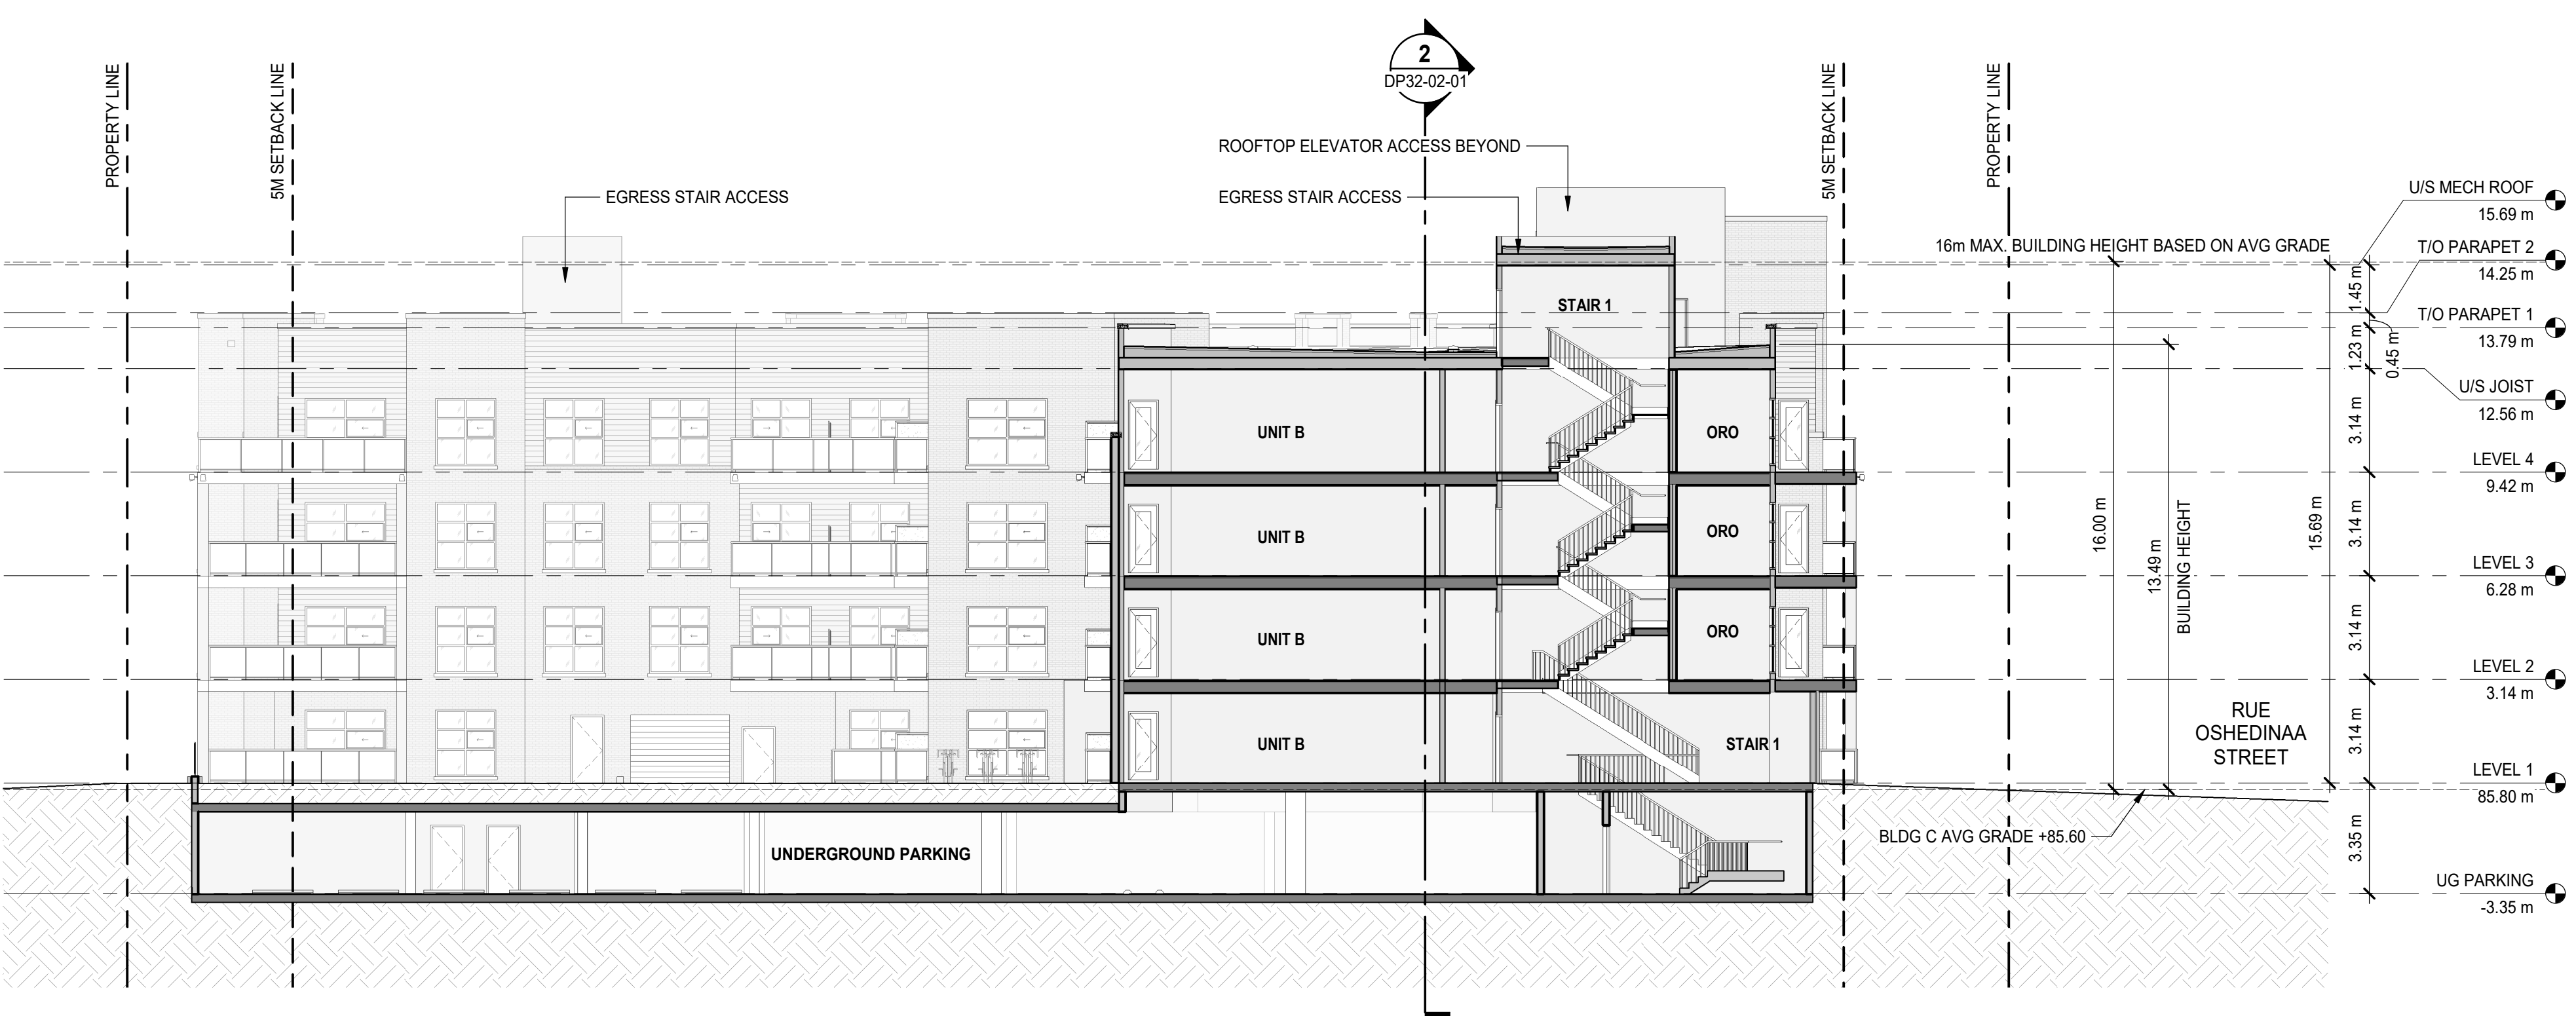 2
DP32-02-01
PROPERTY LINE
5M SETBACK LINE
5M SETBACK LINE
PROPERTY LINE
ROOFTOP ELEVATOR ACCESS BEYOND
EGRESS STAIR ACCESS
EGRESS STAIR ACCESS
U/S MECH ROOF
15.69 m
16m MAX. BUILDING HEIGHT BASED ON AVG GRADE
T/O PARAPET 2
14.25 m
1.45 m
STAIR 1
T/O PARAPET 1
13.79 m
1.23 m
0.45 m
U/S JOIST
12.56 m
3.14 m
UNIT B
ORO
LEVEL 4
9.42 m
16.00 m
13.49 m
BUILDING HEIGHT
15.69 m
3.14 m
UNIT B
ORO
LEVEL 3
6.28 m
3.14 m
UNIT B
ORO
LEVEL 2
3.14 m
3.14 m
UNIT B
STAIR 1
RUE
OSHEDINAA
STREET
LEVEL 1
85.80 m
BLDG C AVG GRADE +85.60
3.35 m
UNDERGROUND PARKING
UG PARKING
-3.35 m